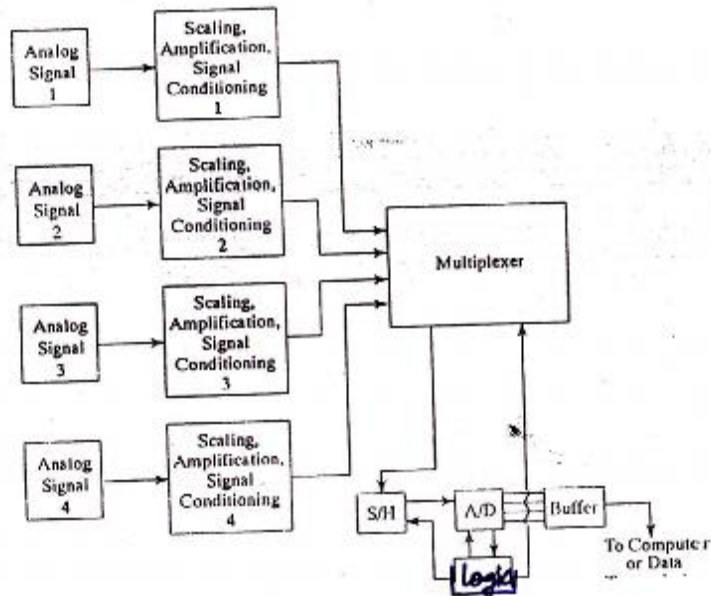 Analog
Signal
1
Scaling,
Amplification,
Signal
Conditioning
1
Analog
Signal
2
Scaling,
Amplification,
Signal
Conditioning
2
Analog
Signal
3
Scaling,
Amplification,
Signal
Conditioning
3
Analog
Signal
4
Scaling,
Amplification,
Signal
Conditioning
4
Multiplexer
S/H
A/D
Buffer
logic
To Computer
or Data